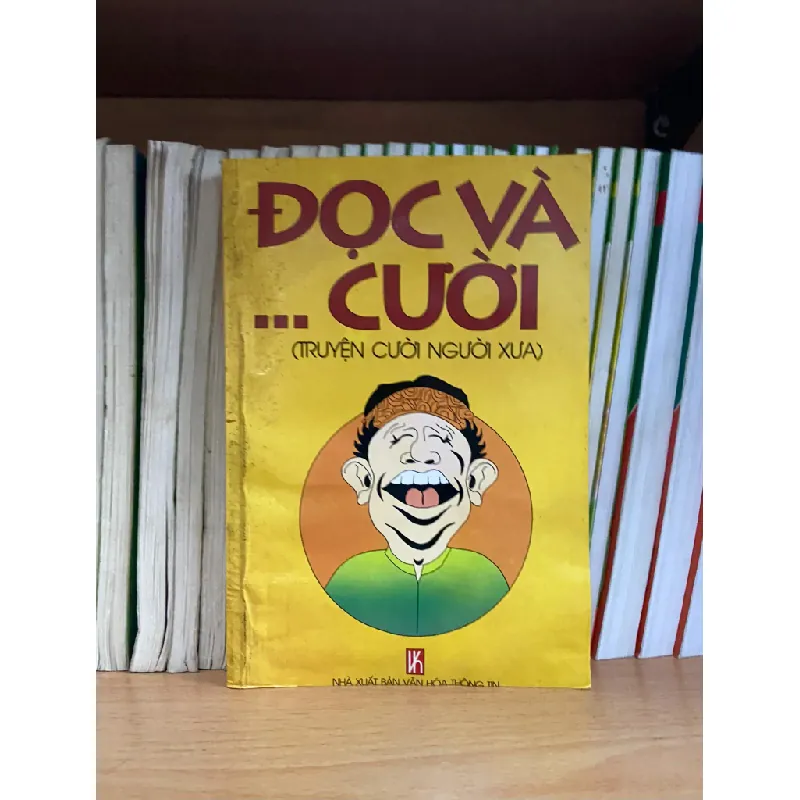 ĐỌC VÀ
... CƯỜI
(TRUYỆN CƯỜI NGƯỜI XƯA)
NHÀ XUẤT BẢN VĂN HÓA THÔNG TIN